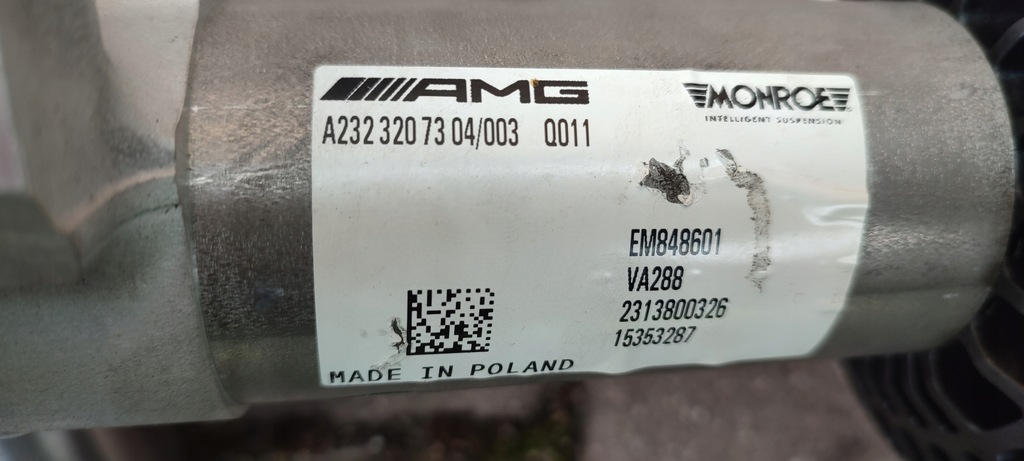 AMG
MONROE
INTELLIGENT SUSPENSION
A232 320 73 04/003 Q011
EM848601
VA288
2313800326
15353287
MADE IN POLAND